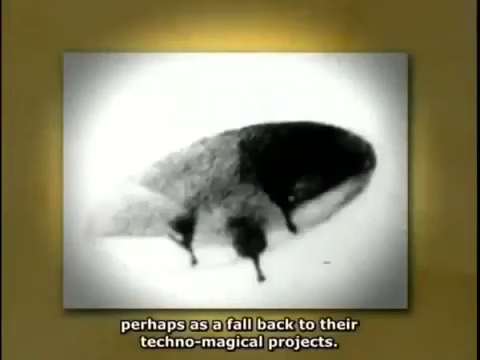 perhaps as a fall back to their
techno-magical projects.